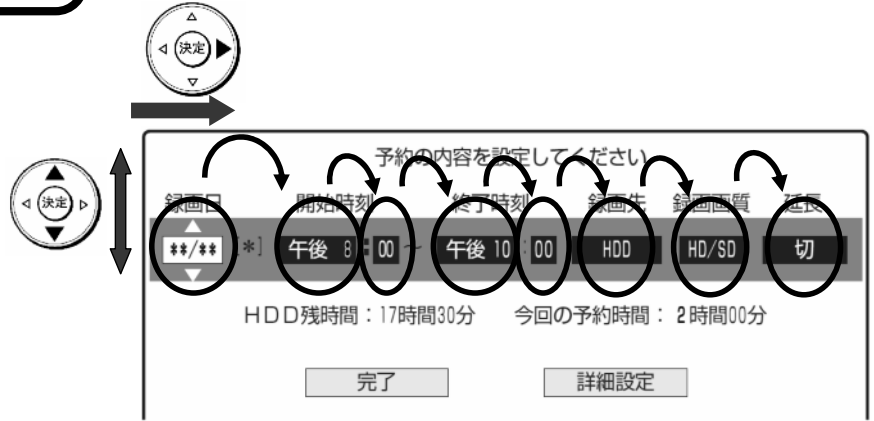 決定
予約の内容を設定してください
録画日 開始時刻 終了時刻 録画先 録画画質 延長
決定
**/** [*] 午後 8:00 ~ 午後 10:00 HDD HD/SD 切
HDD残時間:17時間30分 今回の予約時間: 2時間00分
完了 詳細設定